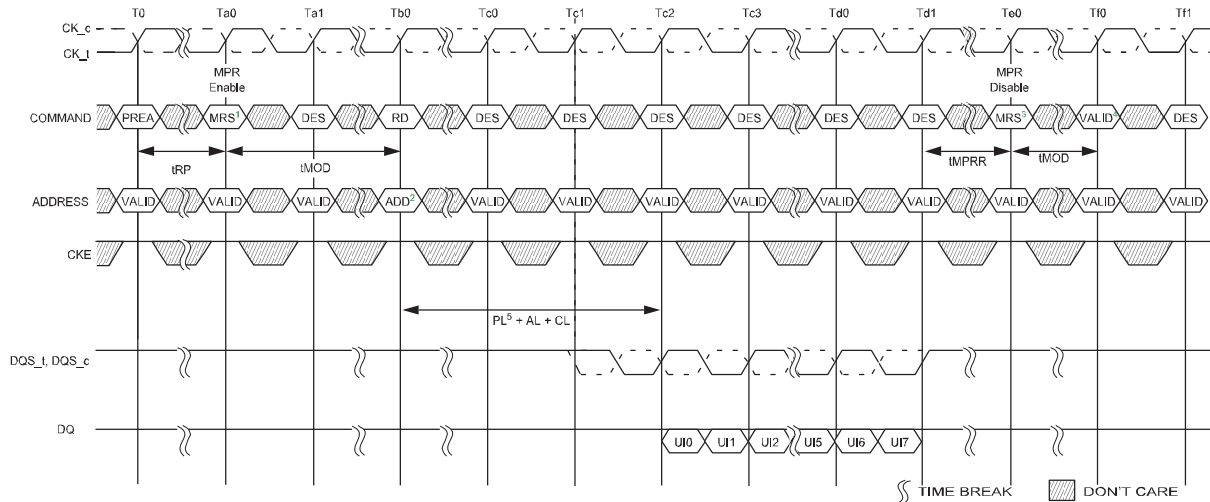 T0 Ta0 Ta1 Tb0 Tc0 Tc1 Tc2 Tc3 Td0 Td1 Te0 Tf0 Tf1
CK_c
CK_t
MPR Enable
MPR Disable
COMMAND PREA MRS¹ DES RD DES DES DES DES DES DES MRS³ VALID⁴ DES
tRP tMOD tMPRR tMOD
ADDRESS VALID VALID VALID ADD² VALID VALID VALID VALID VALID VALID VALID VALID VALID
CKE
PL⁵ + AL + CL
DQS_t, DQS_c
DQ UI0 UI1 UI2 UI5 UI6 UI7
TIME BREAK DON'T CARE